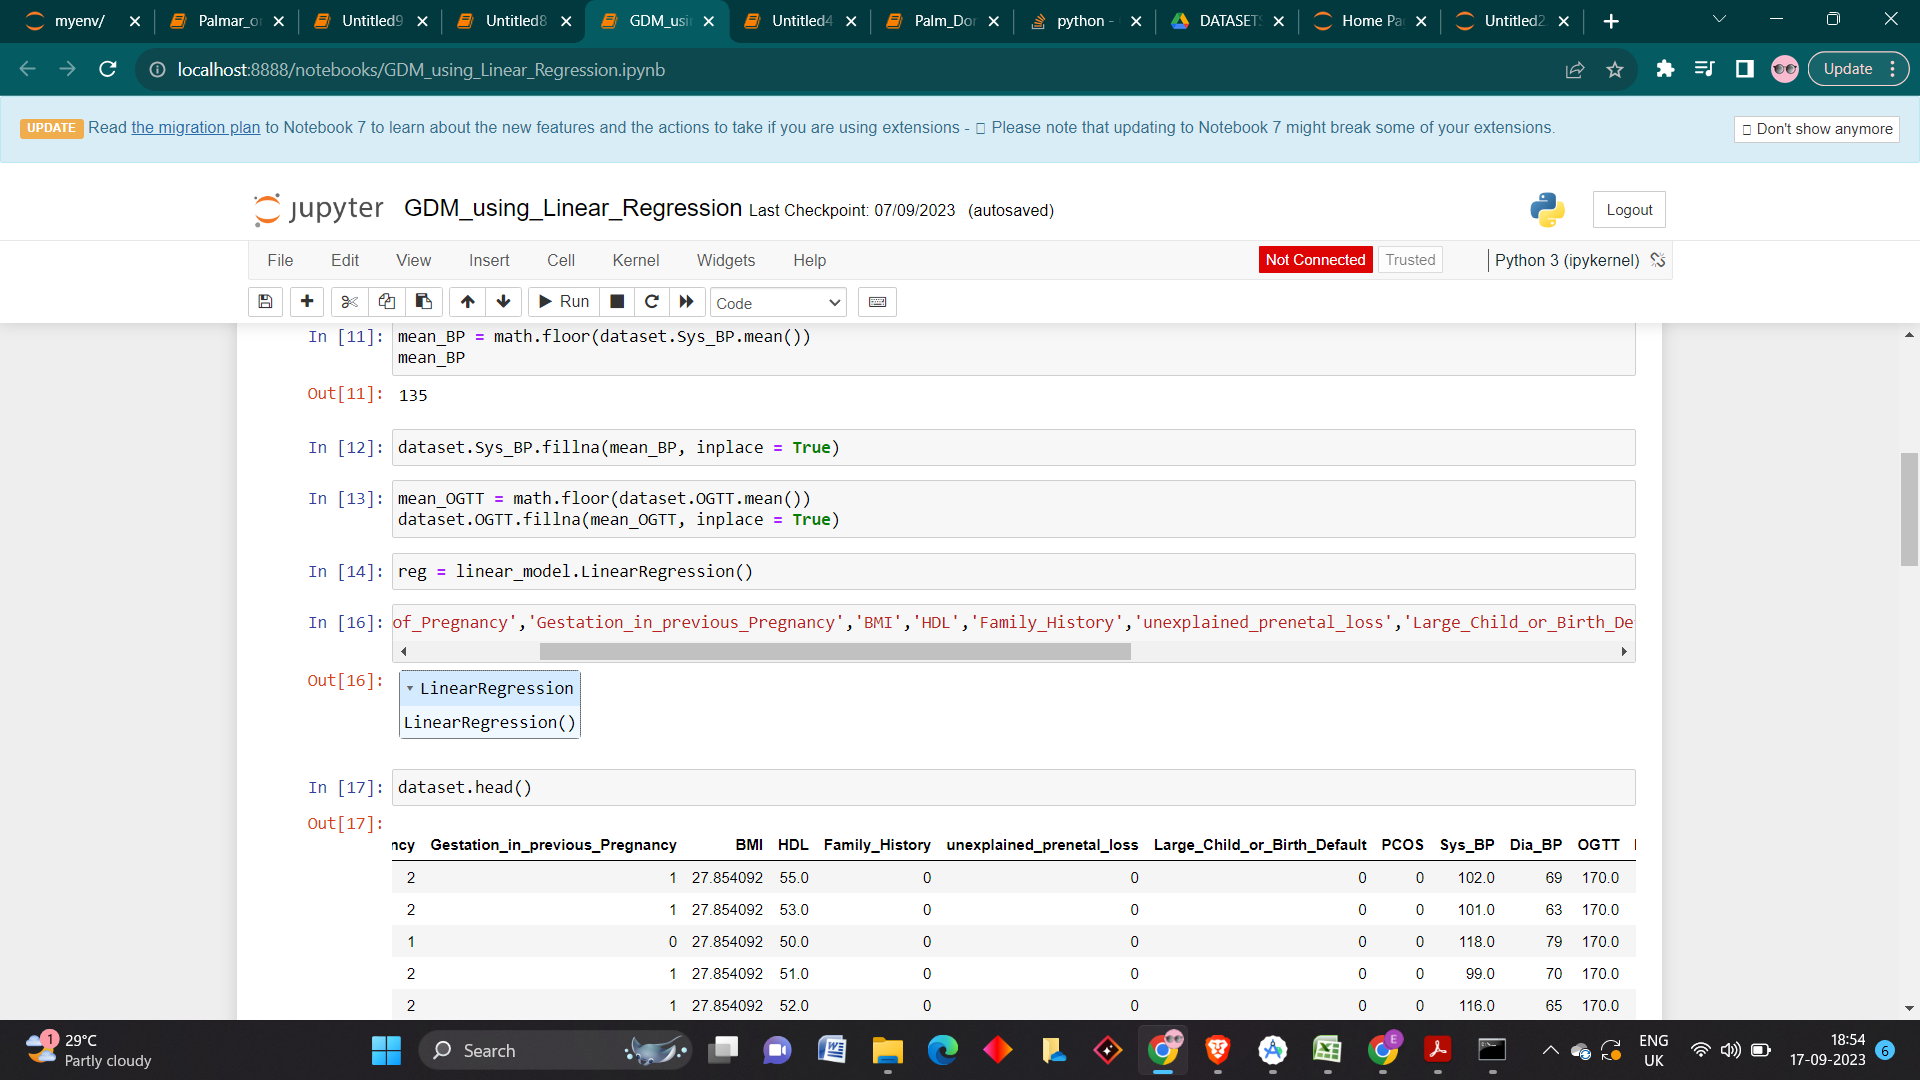 myenv/
Palmar_o
Untitled9
Untitled8
GDM_usi
Untitled4
Palm_Dor
python -
DATASETS
Home Pa
Untitled2
localhost:8888/notebooks/GDM_using_Linear_Regression.ipynb
Update
UPDATE Read the migration plan to Notebook 7 to learn about the new features and the actions to take if you are using extensions - Please note that updating to Notebook 7 might break some of your extensions.
Don't show anymore
jupyter GDM_using_Linear_Regression Last Checkpoint: 07/09/2023 (autosaved)
Logout
File Edit View Insert Cell Kernel Widgets Help
Not Connected Trusted Python 3 (ipykernel)
Run Code
In [11]: mean_BP = math.floor(dataset.Sys_BP.mean())
mean_BP
Out[11]: 135
In [12]: dataset.Sys_BP.fillna(mean_BP, inplace = True)
In [13]: mean_OGTT = math.floor(dataset.OGTT.mean())
dataset.OGTT.fillna(mean_OGTT, inplace = True)
In [14]: reg = linear_model.LinearRegression()
In [16]: of_Pregnancy','Gestation_in_previous_Pregnancy','BMI','HDL','Family_History','unexplained_prenetal_loss','Large_Child_or_Birth_De
Out[16]: LinearRegression
LinearRegression()
In [17]: dataset.head()
Out[17]:
ncy Gestation_in_previous_Pregnancy BMI HDL Family_History unexplained_prenetal_loss Large_Child_or_Birth_Default PCOS Sys_BP Dia_BP OGTT
2 1 27.854092 55.0 0 0 0 0 102.0 69 170.0
2 1 27.854092 53.0 0 0 0 0 101.0 63 170.0
1 0 27.854092 50.0 0 0 0 0 118.0 79 170.0
2 1 27.854092 51.0 0 0 0 0 99.0 70 170.0
2 1 27.854092 52.0 0 0 0 0 116.0 65 170.0
1
29°C
Partly cloudy
Search
E
ENG
UK
18:54
17-09-2023
6